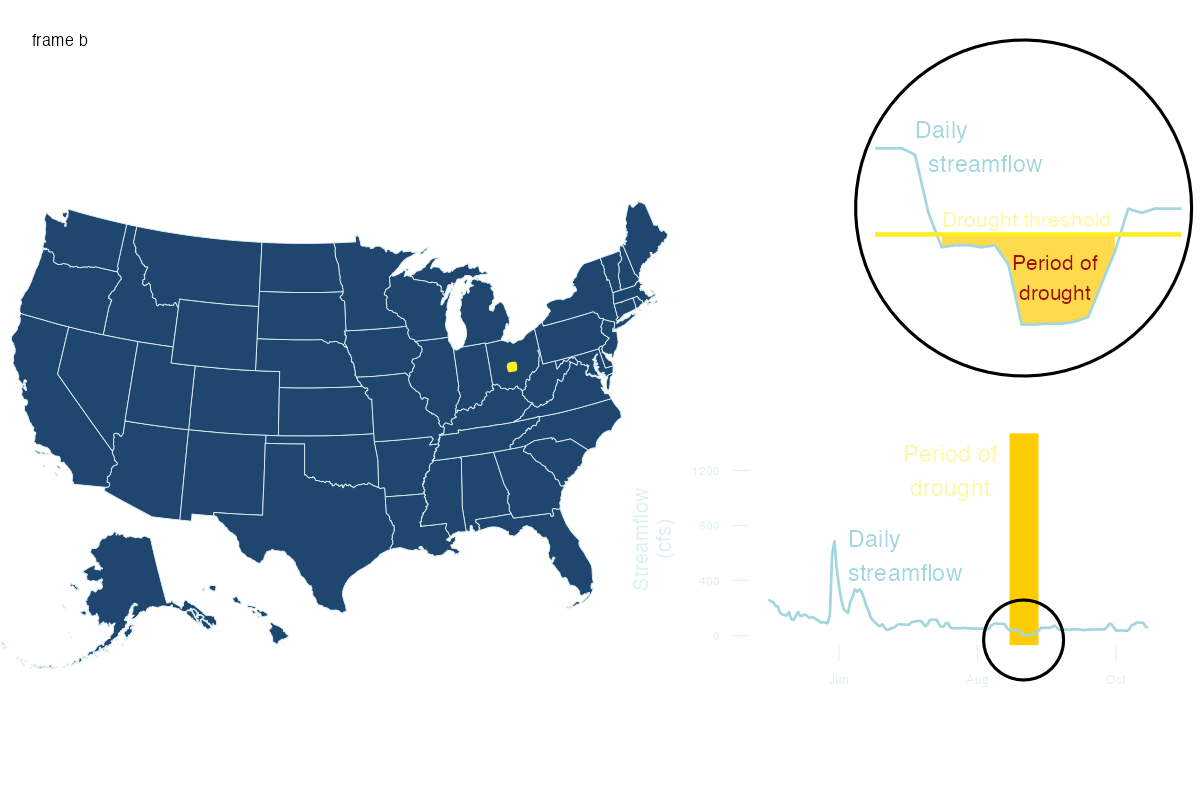 frame b
Daily
streamflow
Drought threshold
Period of
drought
Period of
drought
Daily
streamflow
Streamflow
(cfs)
1200
600
400
0
Jun
Aug
Oct